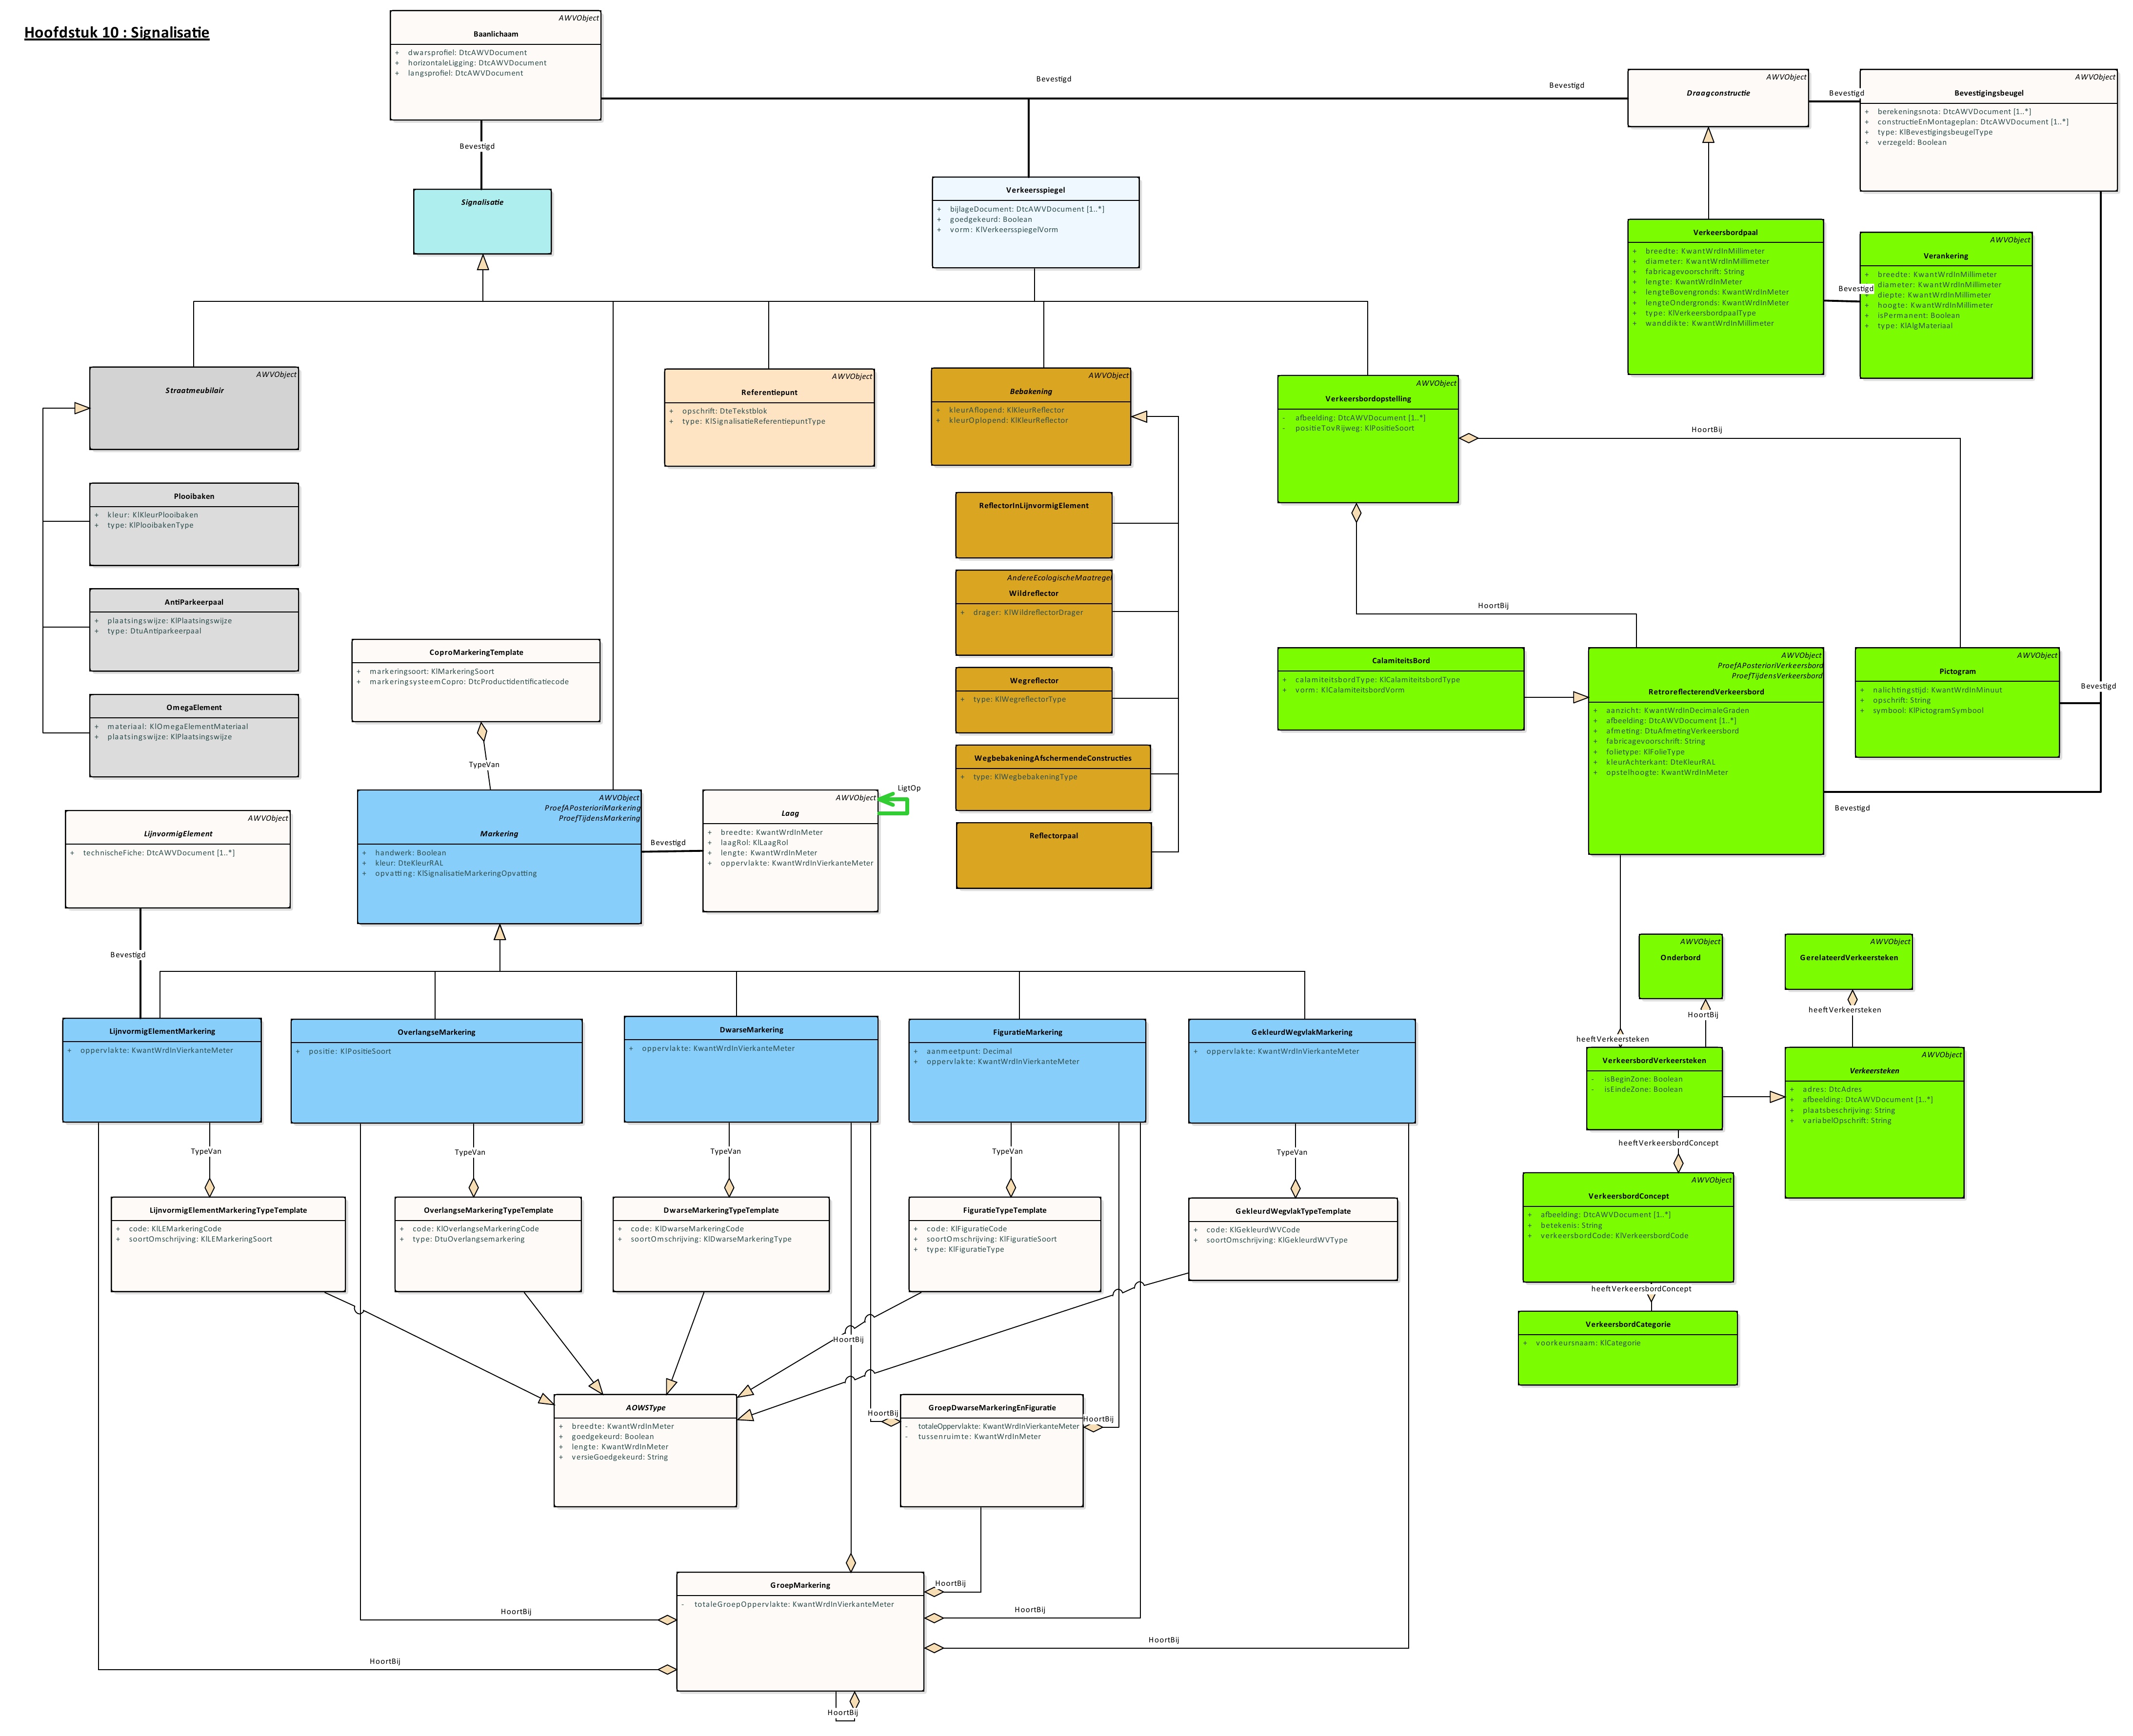 Hoofdstuk 10 : Signalisatie
AWVObject
Baanlichaam
+ dwarsprofiel: DtcAWVDocument
+ horizontaleLigging: DtcAWVDocument
+ langsprofiel: DtcAWVDocument
Bevestigd
Bevestigd
AWVObject
Draagconstructie
Bevestigd
AWVObject
Bevestigingsbeugel
+ berekeningsnota: DtcAWVDocument [1..*]
+ constructieEnMontageplan: DtcAWVDocument [1..*]
+ type: KlBevestigingsbeugelType
+ verzegeld: Boolean
Bevestigd
Signalisatie
Verkeersspiegel
+ bijlageDocument: DtcAWVDocument [1..*]
+ goedgekeurd: Boolean
+ vorm: KlVerkeersspiegelVorm
Verkeersbordpaal
+ breedte: KwantWrdInMillimeter
+ diameter: KwantWrdInMillimeter
+ fabricagevoorschrift: String
+ lengte: KwantWrdInMeter
+ lengteBovengronds: KwantWrdInMeter
+ lengteOndergronds: KwantWrdInMeter
+ type: KlVerkeersbordpaalType
+ wanddikte: KwantWrdInMillimeter
Bevestigd
AWVObject
Verankering
+ breedte: KwantWrdInMillimeter
+ diameter: KwantWrdInMillimeter
+ diepte: KwantWrdInMillimeter
+ hoogte: KwantWrdInMillimeter
+ isPermanent: Boolean
+ type: KlAlgMateriaal
AWVObject
Straatmeubilair
AWVObject
Referentiepunt
+ opschrift: DteTekstblok
+ type: KlSignalisatieReferentiepuntType
AWVObject
Bebakening
+ kleurAflopend: KlKleurReflector
+ kleurOplopend: KlKleurReflector
AWVObject
Verkeersbordopstelling
- afbeelding: DtcAWVDocument [1..*]
- positieTovRijweg: KlPositieSoort
HoortBij
Plooibaken
+ kleur: KlKleurPlooibaken
+ type: KlPlooibakenType
ReflectorInLijnvormigElement
AntiParkeerpaal
+ plaatsingswijze: KlPlaatsingswijze
+ type: DtuAntiparkeerpaal
AndereEcologischeMaatregel
Wildreflector
+ drager: KlWildreflectorDrager
HoortBij
CoproMarkeringTemplate
+ markeringsoort: KlMarkeringSoort
+ markeringsysteemCopro: DtcProductidentificatiecode
CalamiteitsBord
+ calamiteitsbordType: KlCalamiteitsbordType
+ vorm: KlCalamiteitsbordVorm
AWVObject
ProefAPosterioriVerkeersbord
ProefTijdensVerkeersbord
RetroreflecterendVerkeersbord
+ aanzicht: KwantWrdInDecimaleGraden
+ afbeelding: DtcAWVDocument [1..*]
+ afmeting: DtuAfmetingVerkeersbord
+ fabricagevoorschrift: String
+ folietype: KlFolieType
+ kleurAchterkant: DteKleurRAL
+ opstelhoogte: KwantWrdInMeter
AWVObject
Pictogram
+ nalichtingstijd: KwantWrdInMinuut
+ opschrift: String
+ symbool: KlPictogramSymbool
Bevestigd
Bevestigd
Wegreflector
+ type: KlWegreflectorType
OmegaElement
+ materiaal: KlOmegaElementMateriaal
+ plaatsingswijze: KlPlaatsingswijze
TypeVan
WegbebakeningAfschermendeConstructies
+ type: KlWegbebakeningType
AWVObject
ProefAPosterioriMarkering
ProefTijdensMarkering
Markering
+ handwerk: Boolean
+ kleur: DteKleurRAL
+ opvatting: KlSignalisatieMarkeringOpvatting
Bevestigd
AWVObject
Laag
+ breedte: KwantWrdInMeter
+ laagRol: KlLaagRol
+ lengte: KwantWrdInMeter
+ oppervlakte: KwantWrdInVierkanteMeter
LigtOp
Reflectorpaal
AWVObject
LijnvormigElement
+ technischeFiche: DtcAWVDocument [1..*]
Bevestigd
AWVObject
Onderbord
AWVObject
GerelateerdVerkeersteken
HoortBij
heeftVerkeersteken
heeftVerkeersteken
LijnvormigElementMarkering
+ oppervlakte: KwantWrdInVierkanteMeter
OverlangseMarkering
+ positie: KlPositieSoort
DwarseMarkering
+ oppervlakte: KwantWrdInVierkanteMeter
FiguratieMarkering
+ aanmeetpunt: Decimal
+ oppervlakte: KwantWrdInVierkanteMeter
GekleurdWegvlakMarkering
+ oppervlakte: KwantWrdInVierkanteMeter
VerkeersbordVerkeersteken
- isBeginZone: Boolean
- isEindeZone: Boolean
AWVObject
Verkeersteken
+ adres: DtcAdres
+ afbeelding: DtcAWVDocument [1..*]
+ plaatsbeschrijving: String
+ variabelOpschrift: String
heeftVerkeersbordConcept
TypeVan
TypeVan
TypeVan
TypeVan
TypeVan
AWVObject
VerkeersbordConcept
+ afbeelding: DtcAWVDocument [1..*]
+ betekenis: String
+ verkeersbordCode: KlVerkeersbordCode
LijnvormigElementMarkeringTypeTemplate
+ code: KlLEMarkeringCode
+ soortOmschrijving: KlLEMarkeringSoort
OverlangseMarkeringTypeTemplate
+ code: KlOverlangseMarkeringCode
+ type: DtuOverlangsemarkering
DwarseMarkeringTypeTemplate
+ code: KlDwarseMarkeringCode
+ soortOmschrijving: KlDwarseMarkeringType
FiguratieTypeTemplate
+ code: KlFiguratieCode
+ soortOmschrijving: KlFiguratieSoort
+ type: KlFiguratieType
GekleurdWegvlakTypeTemplate
+ code: KlGekleurdWVCode
+ soortOmschrijving: KlGekleurdWVType
heeftVerkeersbordConcept
VerkeersbordCategorie
+ voorkeursnaam: KlCategorie
HoortBij
AOWSType
+ breedte: KwantWrdInMeter
+ goedgekeurd: Boolean
+ lengte: KwantWrdInMeter
+ versieGoedgekeurd: String
HoortBij
GroepDwarseMarkeringEnFiguratie
- totaleOppervlakte: KwantWrdInVierkanteMeter
- tussenruimte: KwantWrdInMeter
HoortBij
GroepMarkering
- totaleGroepOppervlakte: KwantWrdInVierkanteMeter
HoortBij
HoortBij
HoortBij
HoortBij
HoortBij
HoortBij